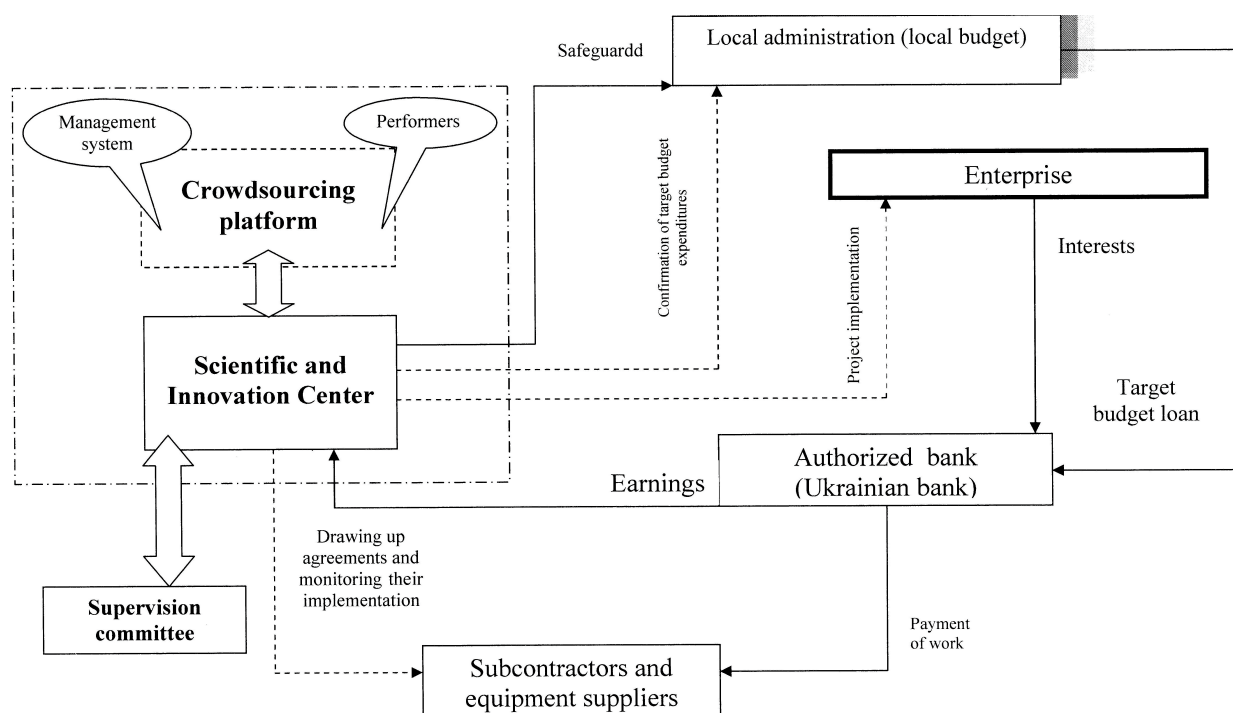 Local administration (local budget)
Safeguardd
Management
system
Performers
Crowdsourcing
platform
Confirmation of target budget
expenditures
Enterprise
Interests
Project implementation
Scientific and
Innovation Center
Target
budget loan
Authorized bank
(Ukrainian bank)
Earnings
Drawing up
agreements and
monitoring their
implementation
Supervision
committee
Payment
of work
Subcontractors and
equipment suppliers